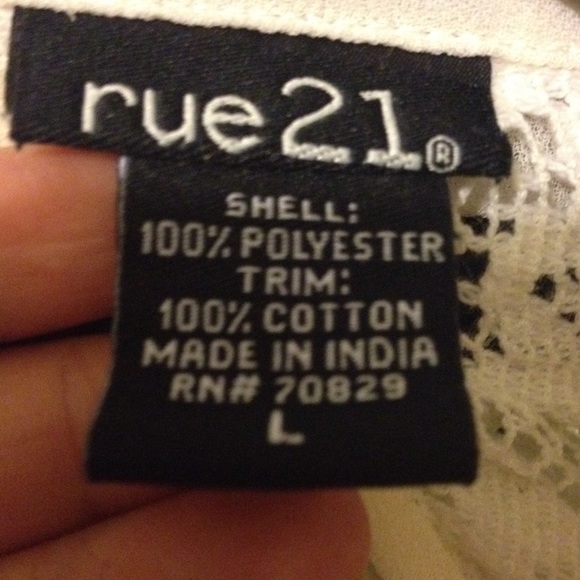 rue21®
SHELL:
100% POLYESTER
TRIM:
100% COTTON
MADE IN INDIA
RN# 70829
L